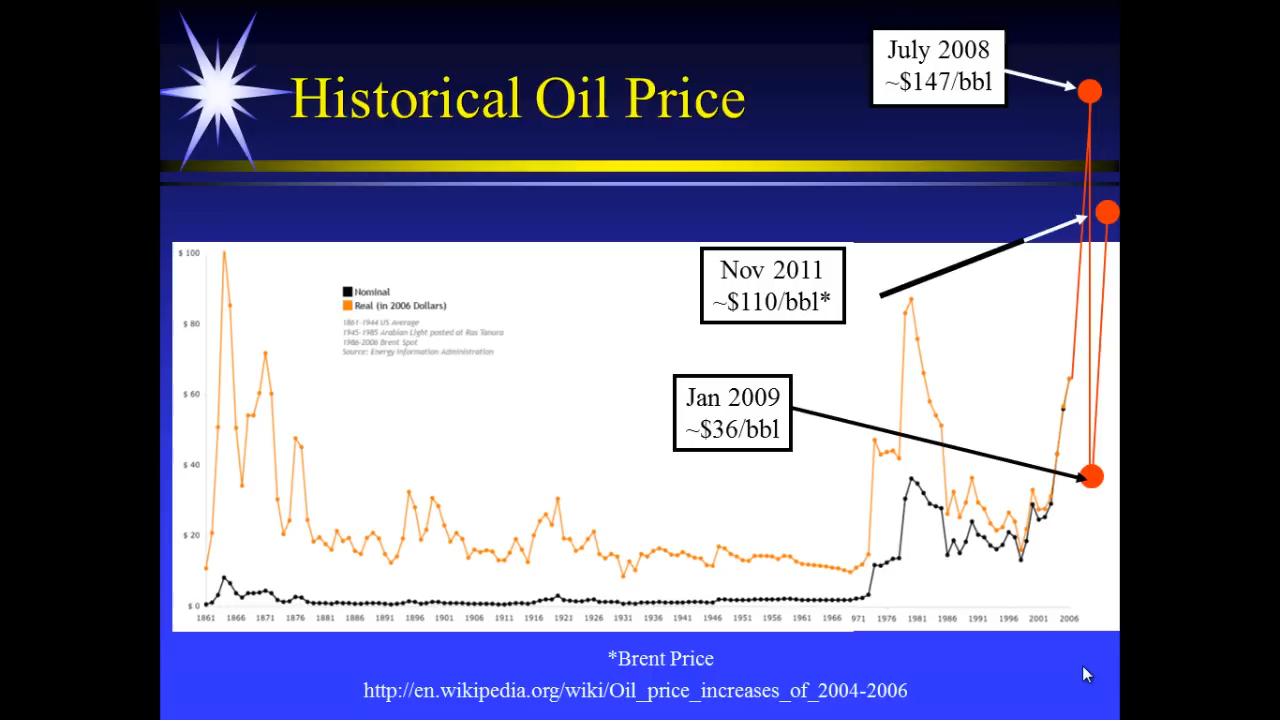 July 2008
~$147/bbl
Historical Oil Price
$ 100
$ 80
$ 60
$ 40
$ 20
$ 0
Nominal
Real (in 2006 Dollars)
1861-1944 US Average
1945-1985 Arabian Light posted at Ras Tanura
1986-2006 Brent Spot
Source: Energy Information Administration
Nov 2011
~$110/bbl*
Jan 2009
~$36/bbl
1861 1866 1871 1876 1881 1886 1891 1896 1901 1906 1911 1916 1921 1926 1931 1936 1941 1946 1951 1956 1961 1966 971 1976 1981 1986 1991 1996 2001 2006
*Brent Price
http://en.wikipedia.org/wiki/Oil_price_increases_of_2004-2006